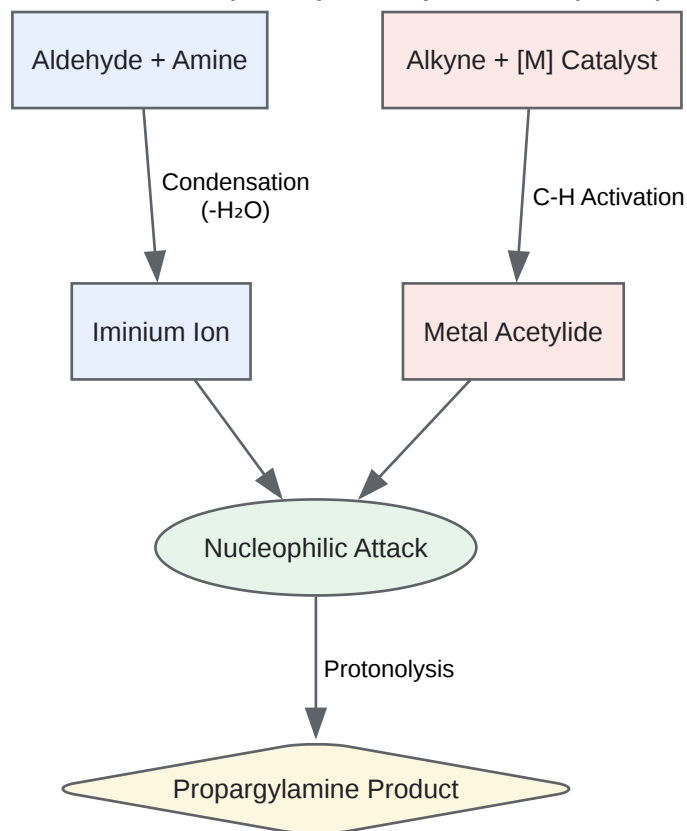 Aldehyde + Amine
Alkyne + [M] Catalyst
Condensation
(-H₂O)
C-H Activation
Iminium Ion
Metal Acetylide
Nucleophilic Attack
Protonolysis
Propargylamine Product